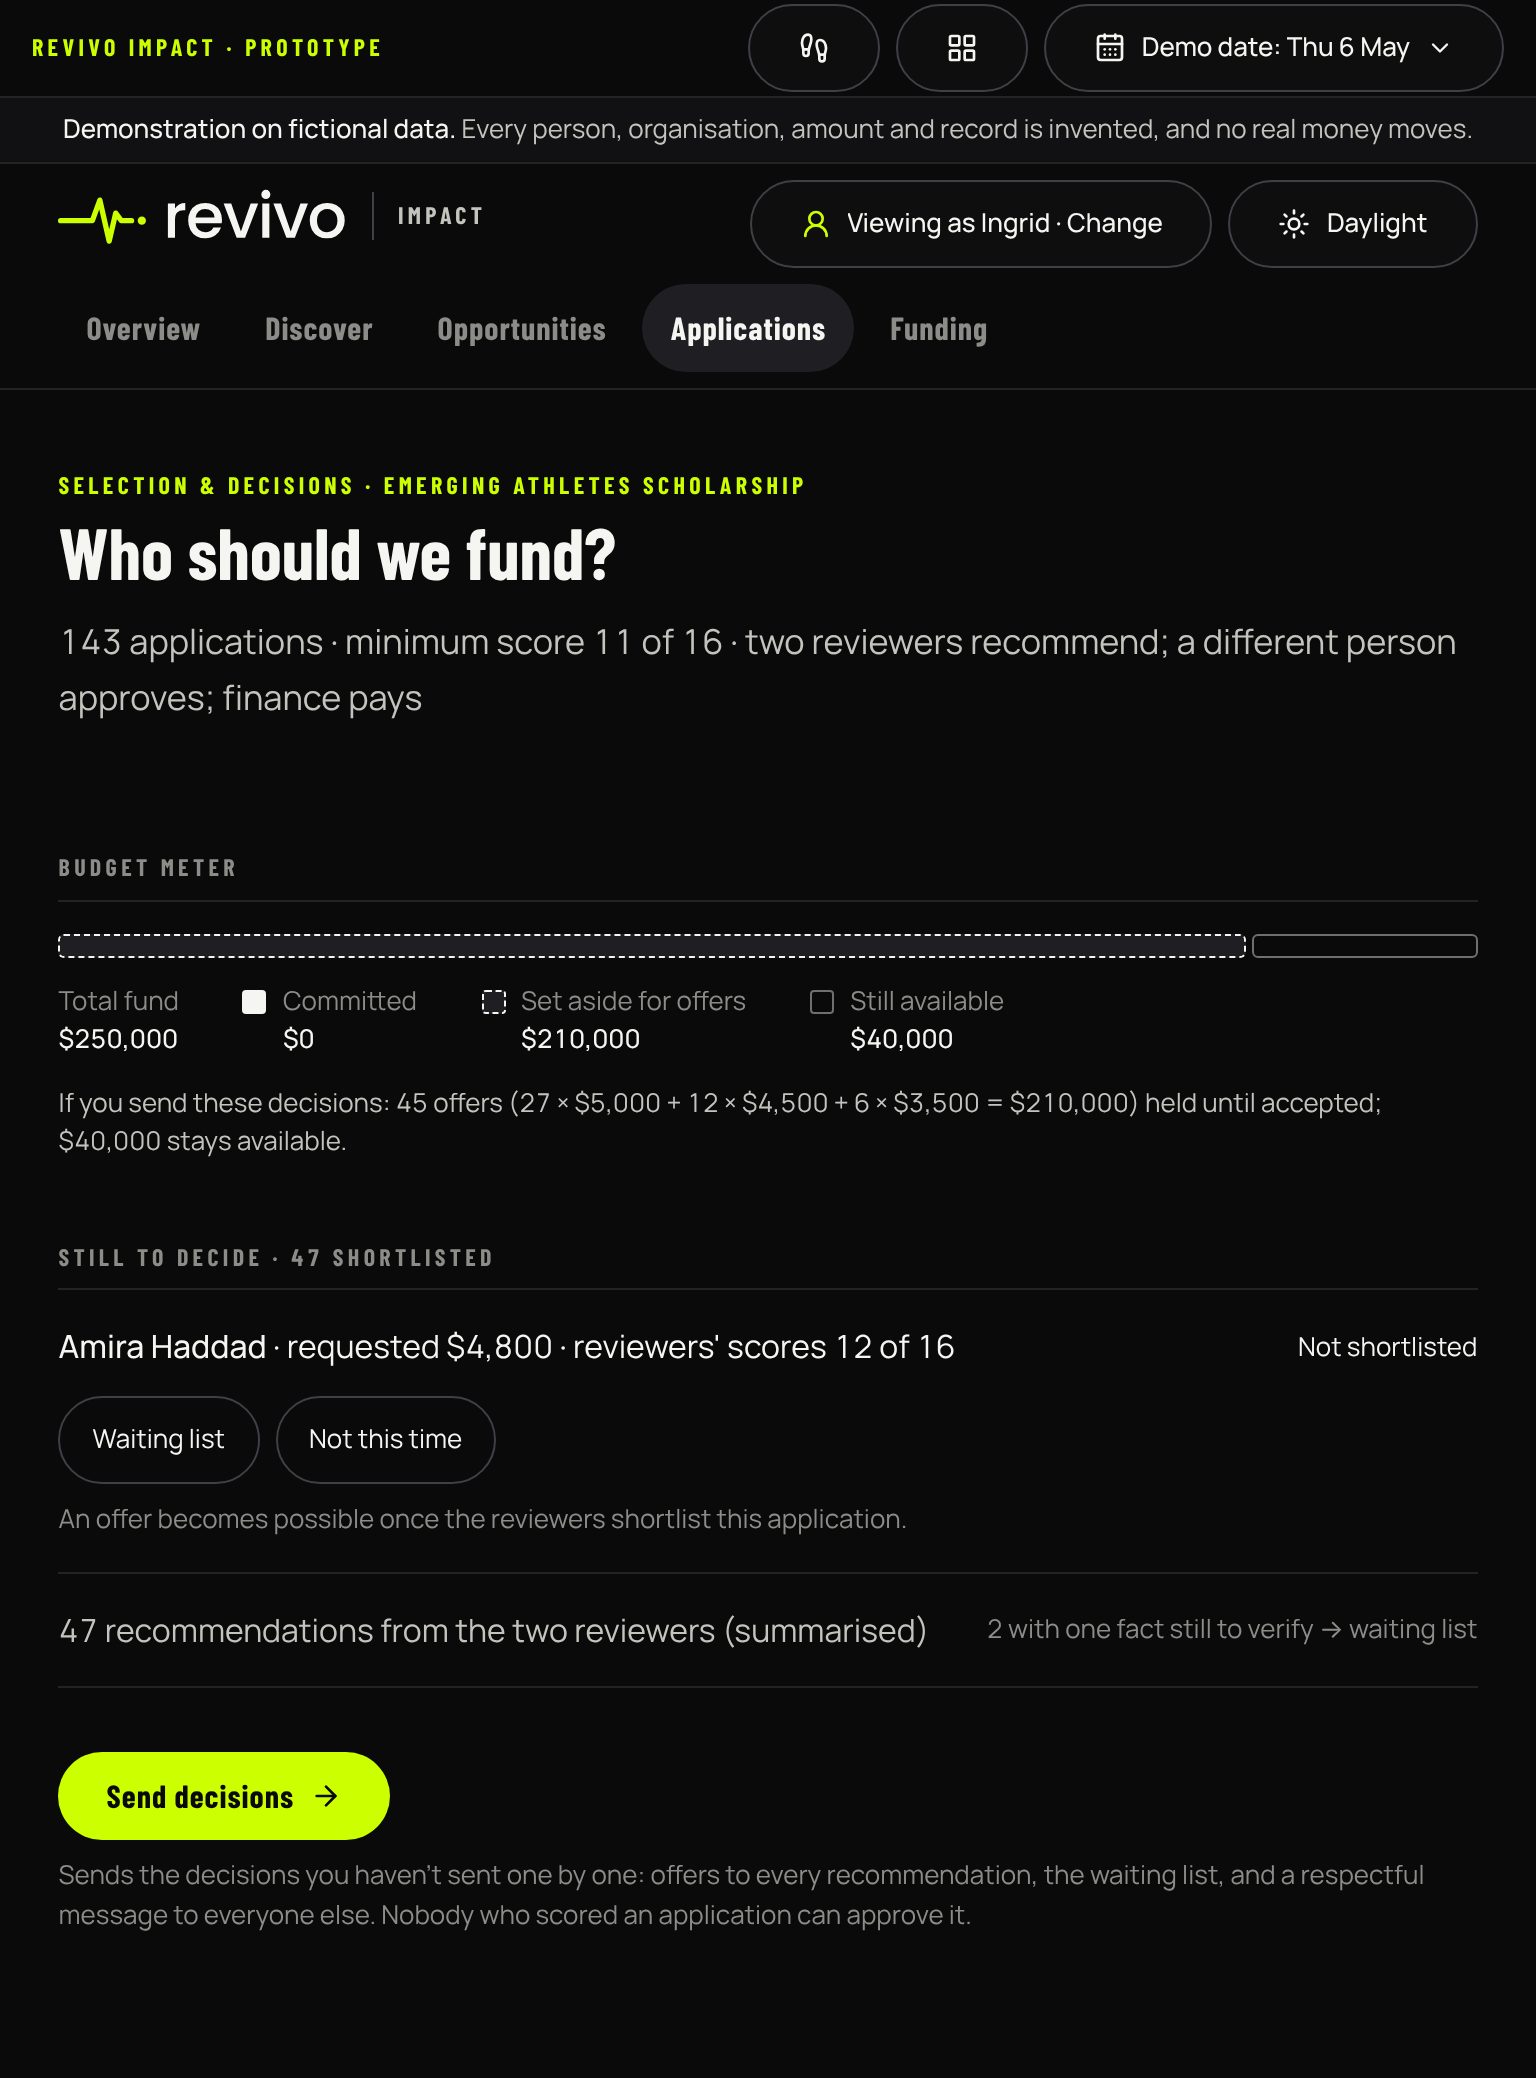 REVIVO IMPACT · PROTOTYPE
Demo date: Thu 6 May
Demonstration on fictional data. Every person, organisation, amount and record is invented, and no real money moves.
revivo IMPACT
Viewing as Ingrid · Change
Daylight
Overview Discover Opportunities Applications Funding
SELECTION & DECISIONS · EMERGING ATHLETES SCHOLARSHIP
Who should we fund?
143 applications · minimum score 11 of 16 · two reviewers recommend; a different person
approves; finance pays
BUDGET METER
Total fund Committed Set aside for offers Still available
$250,000 $0 $210,000 $40,000
If you send these decisions: 45 offers (27 × $5,000 + 12 × $4,500 + 6 × $3,500 = $210,000) held until accepted;
$40,000 stays available.
STILL TO DECIDE · 47 SHORTLISTED
Amira Haddad · requested $4,800 · reviewers' scores 12 of 16 Not shortlisted
Waiting list Not this time
An offer becomes possible once the reviewers shortlist this application.
47 recommendations from the two reviewers (summarised) 2 with one fact still to verify → waiting list
Send decisions →
Sends the decisions you haven’t sent one by one: offers to every recommendation, the waiting list, and a respectful
message to everyone else. Nobody who scored an application can approve it.